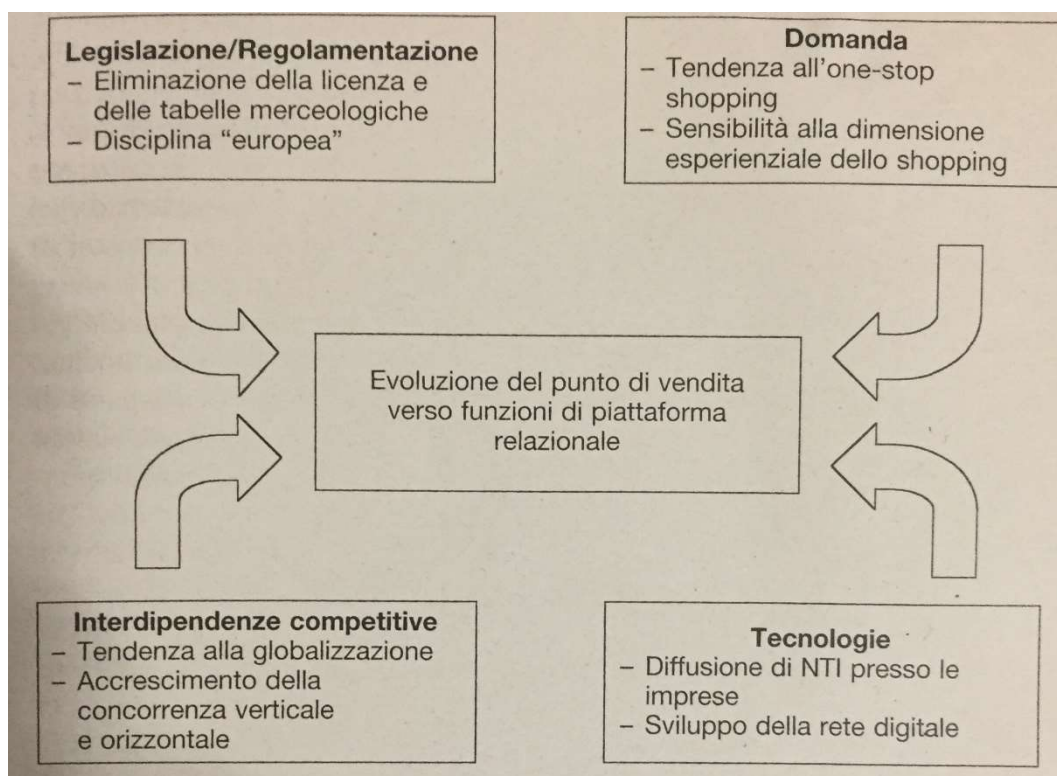 Legislazione/Regolamentazione
– Eliminazione della licenza e
delle tabelle merceologiche
– Disciplina “europea”
Domanda
– Tendenza all’one-stop
shopping
– Sensibilità alla dimensione
esperienziale dello shopping
Evoluzione del punto di vendita
verso funzioni di piattaforma
relazionale
Interdipendenze competitive
– Tendenza alla globalizzazione
– Accrescimento della
concorrenza verticale
e orizzontale
Tecnologie
– Diffusione di NTI presso le
imprese
– Sviluppo della rete digitale